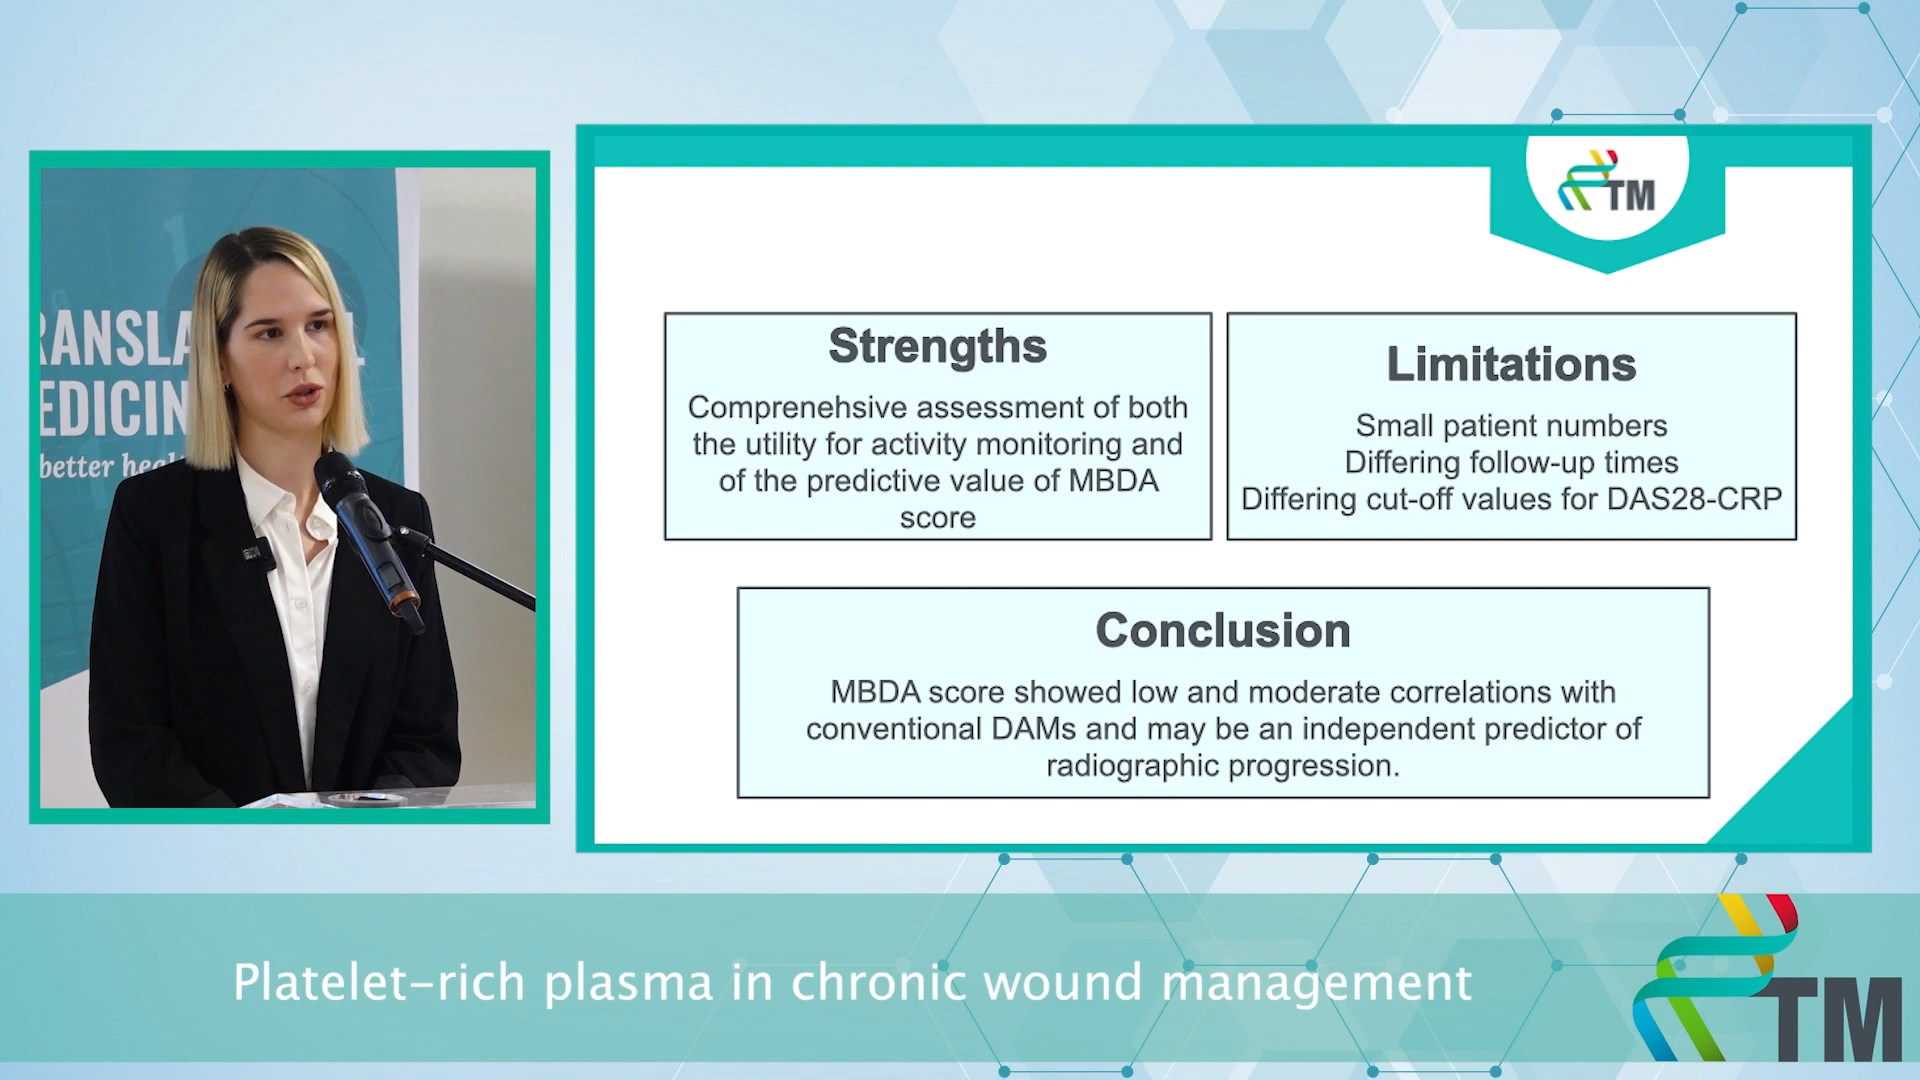 RANSLA L
EDICIN
better heal
TM
Strengths
Comprenehsive assessment of both
the utility for activity monitoring and
of the predictive value of MBDA
score
Limitations
Small patient numbers
Differing follow-up times
Differing cut-off values for DAS28-CRP
Conclusion
MBDA score showed low and moderate correlations with
conventional DAMs and may be an independent predictor of
radiographic progression.
Platelet-rich plasma in chronic wound management
TM